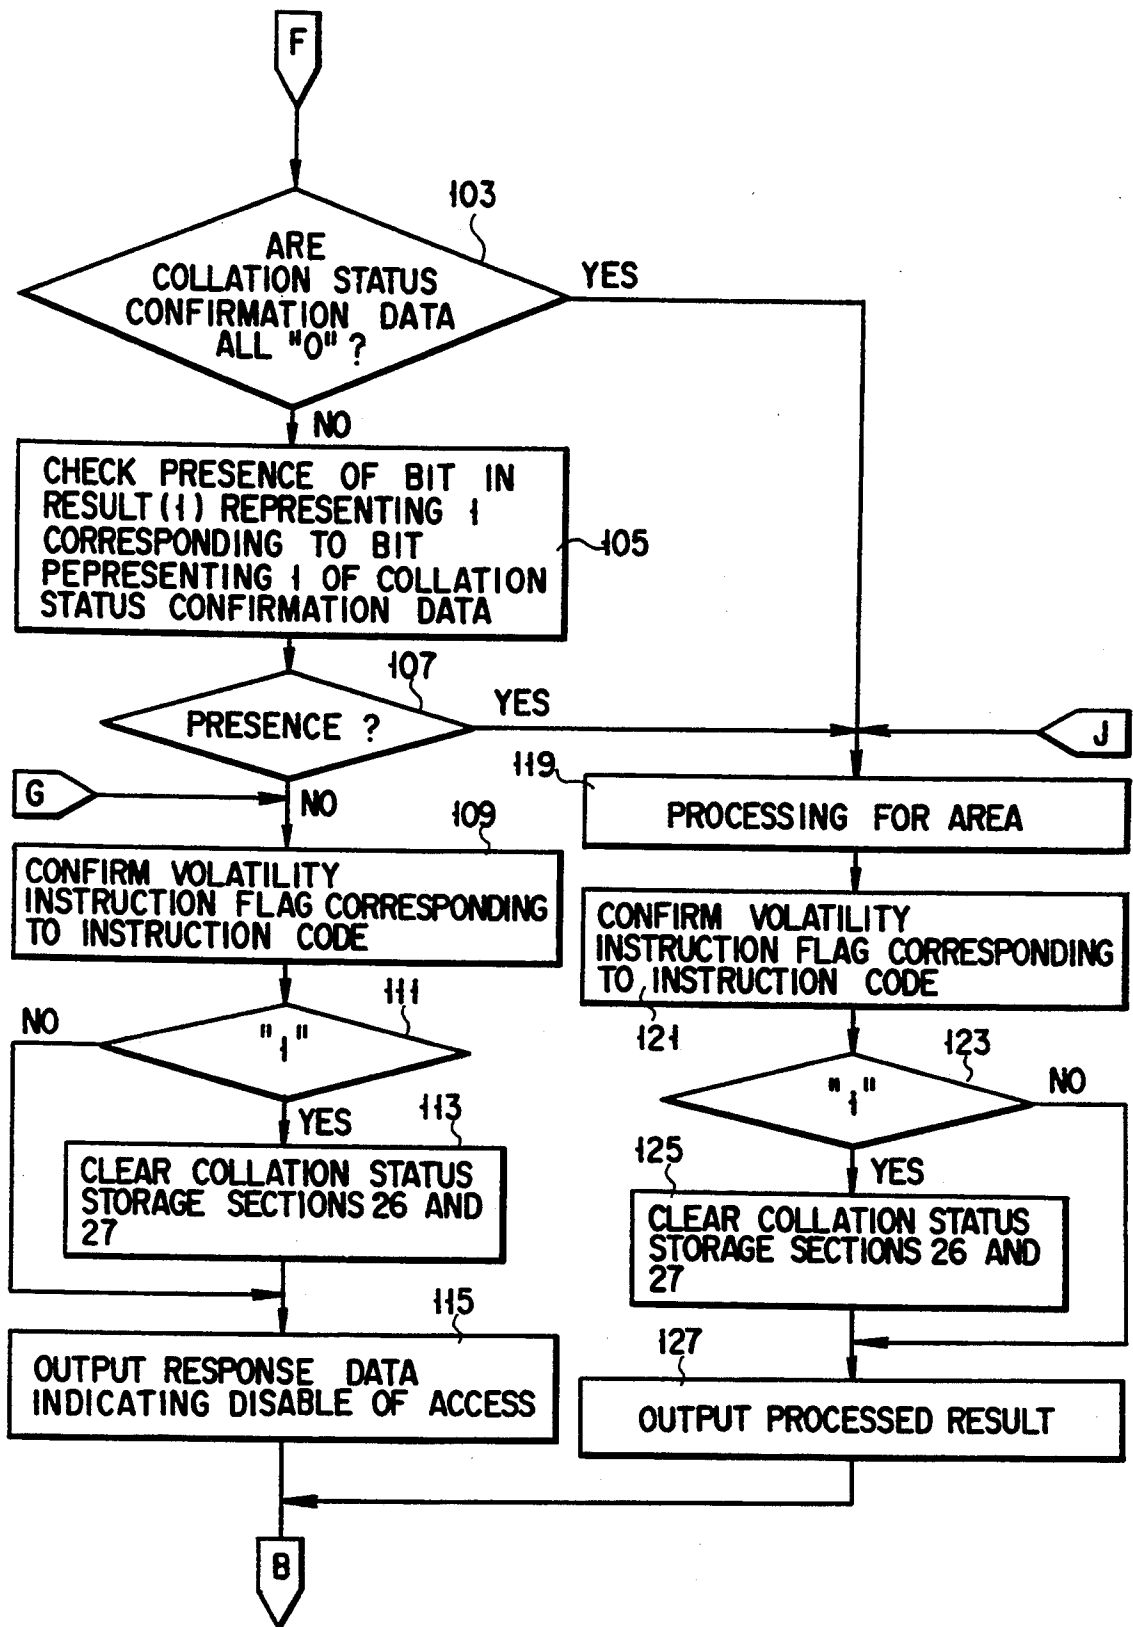 F
103
ARE
COLLATION STATUS
CONFIRMATION DATA
ALL "0" ?
YES
NO
CHECK PRESENCE OF BIT IN
RESULT (1) REPRESENTING 1
CORRESPONDING TO BIT
PEPRESENTING 1 OF COLLATION
STATUS CONFIRMATION DATA
105
107
PRESENCE ?
YES
J
G
NO
119
PROCESSING FOR AREA
109
CONFIRM VOLATILITY
INSTRUCTION FLAG CORRESPONDING
TO INSTRUCTION CODE
CONFIRM VOLATILITY
INSTRUCTION FLAG CORRESPONDING
TO INSTRUCTION CODE
121
111
NO
"1"
YES
123
"1"
NO
YES
113
CLEAR COLLATION STATUS
STORAGE SECTIONS 26 AND
27
125
CLEAR COLLATION STATUS
STORAGE SECTIONS 26 AND
27
115
OUTPUT RESPONSE DATA
INDICATING DISABLE OF ACCESS
127
OUTPUT PROCESSED RESULT
B